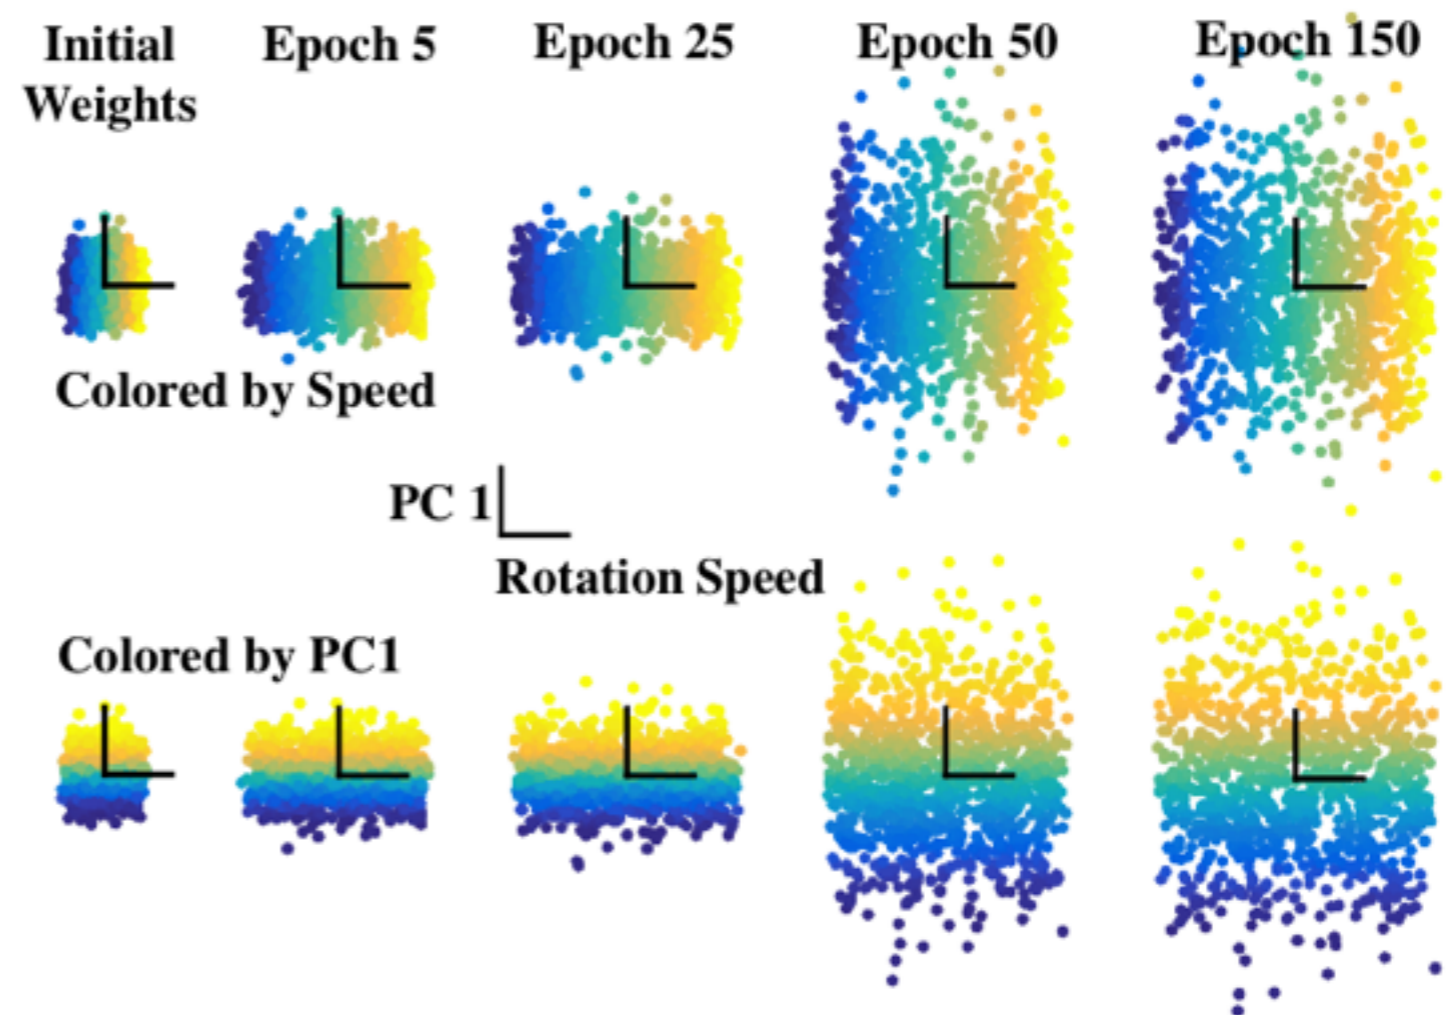 Initial
Weights
Epoch 5
Epoch 25
Epoch 50
Epoch 150
Colored by Speed
PC 1
Rotation Speed
Colored by PC1